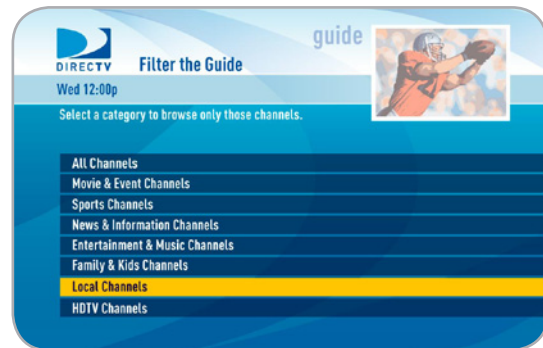 guide
DIRECTV
Filter the Guide
Wed 12:00p
Select a category to browse only those channels.
All Channels
Movie & Event Channels
Sports Channels
News & Information Channels
Entertainment & Music Channels
Family & Kids Channels
Local Channels
HDTV Channels